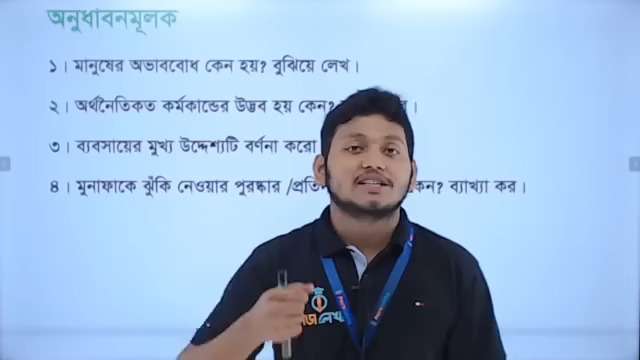 অনুধাবনমূলক
১। মানুষের অভাববোধ কেন হয়? বুঝিয়ে লেখ।
২। অর্থনৈতিকত কর্মকান্ডের উদ্ভব হয় কেন?
৩। ব্যবসায়ের মুখ্য উদ্দেশ্যটি বর্ণনা করো
৪। মুনাফাকে ঝুঁকি নেওয়ার পুরষ্কার /প্রতি কেন? ব্যাখ্যা কর।